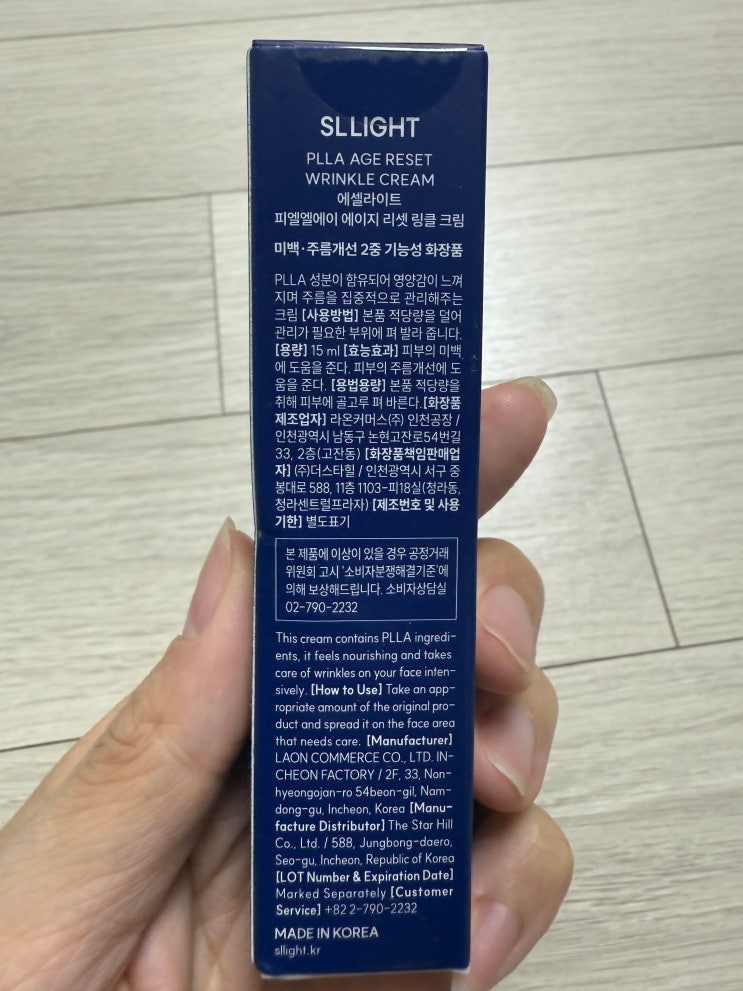 SLLIGHT
PLLA AGE RESET
WRINKLE CREAM
에셀라이트
피엘엘에이 에이지 리셋 링클 크림
미백·주름개선 2중 기능성 화장품
PLLA 성분이 함유되어 영양감이 느껴
지며 주름을 집중적으로 관리해주는
크림 [사용방법] 본품 적당량을 덜어
관리가 필요한 부위에 펴 발라 줍니다.
[용량] 15 ml [효능효과] 피부의 미백
에 도움을 준다. 피부의 주름개선에 도
움을 준다. [용법용량] 본품 적당량을
취해 피부에 골고루 펴 바른다.[화장품
제조업자] 라온커머스(주) 인천공장 /
인천광역시 남동구 논현고잔로54번길
33, 2층(고잔동) [화장품책임판매업
자] (주)더스타힐 / 인천광역시 서구 중
봉대로 588, 11층 1103-피18실(청라동,
청라센트럴프라자) [제조번호 및 사용
기한] 별도표기
본 제품에 이상이 있을 경우 공정거래
위원회 고시 '소비자분쟁해결기준'에
의해 보상해드립니다. 소비자상담실
02-790-2232
This cream contains PLLA ingredi-
ents, it feels nourishing and takes
care of wrinkles on your face inten-
sively. [How to Use] Take an app-
ropriate amount of the original pro-
duct and spread it on the face area
that needs care. [Manufacturer]
LAON COMMERCE CO., LTD. IN-
CHEON FACTORY / 2F, 33, Non-
hyeongojan-ro 54beon-gil, Nam-
dong-gu, Incheon, Korea [Manu-
facture Distributor] The Star Hill
Co., Ltd. / 588, Jungbong-daero,
Seo-gu, Incheon, Republic of Korea
[LOT Number & Expiration Date]
Marked Separately [Customer
Service] +82 2-790-2232
MADE IN KOREA
sllight.kr